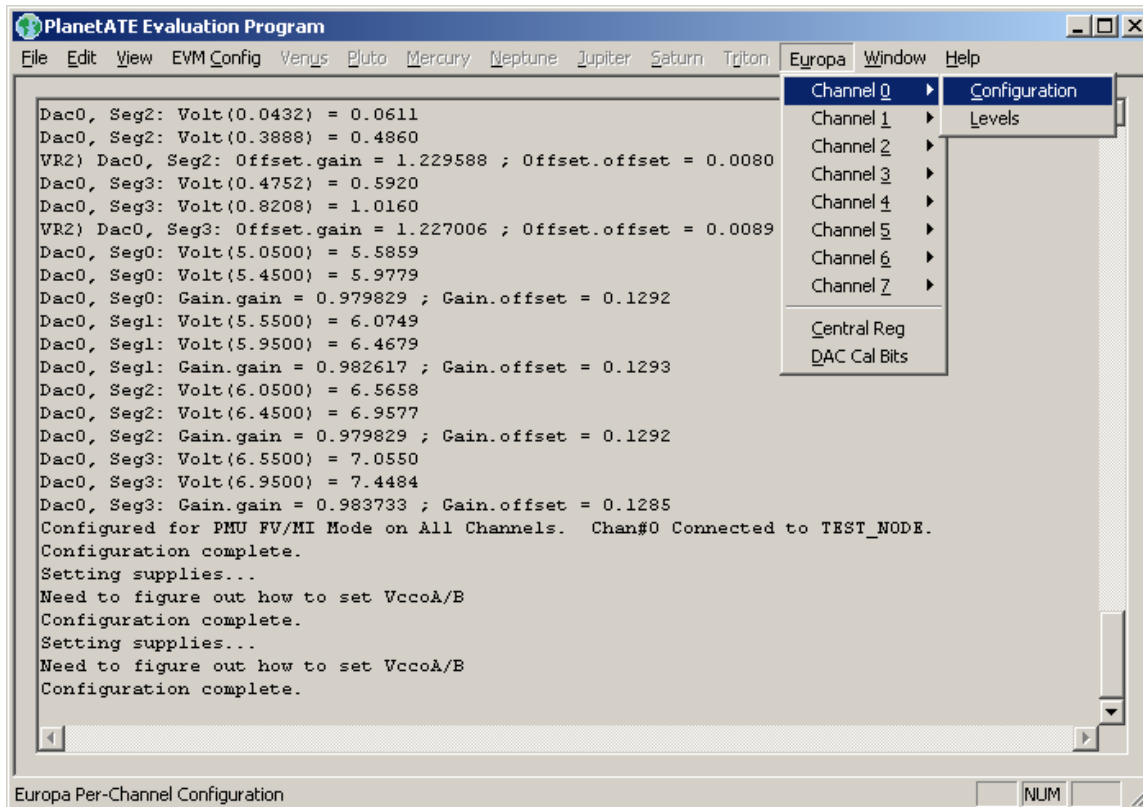 PlanetATE Evaluation Program
File Edit View EVM Config Venus Pluto Mercury Neptune Jupiter Saturn Triton Europa Window Help
Channel 0
Channel 1
Channel 2
Channel 3
Channel 4
Channel 5
Channel 6
Channel 7
Central Reg
DAC Cal Bits
Configuration
Levels
Dac0, Seg2: Volt(0.0432) = 0.0611
Dac0, Seg2: Volt(0.3888) = 0.4860
VR2) Dac0, Seg2: Offset.gain = 1.229588 ; Offset.offset = 0.0080
Dac0, Seg3: Volt(0.4752) = 0.5920
Dac0, Seg3: Volt(0.8208) = 1.0160
VR2) Dac0, Seg3: Offset.gain = 1.227006 ; Offset.offset = 0.0089
Dac0, Seg0: Volt(5.0500) = 5.5859
Dac0, Seg0: Volt(5.4500) = 5.9779
Dac0, Seg0: Gain.gain = 0.979829 ; Gain.offset = 0.1292
Dac0, Seg1: Volt(5.5500) = 6.0749
Dac0, Seg1: Volt(5.9500) = 6.4679
Dac0, Seg1: Gain.gain = 0.982617 ; Gain.offset = 0.1293
Dac0, Seg2: Volt(6.0500) = 6.5658
Dac0, Seg2: Volt(6.4500) = 6.9577
Dac0, Seg2: Gain.gain = 0.979829 ; Gain.offset = 0.1292
Dac0, Seg3: Volt(6.5500) = 7.0550
Dac0, Seg3: Volt(6.9500) = 7.4484
Dac0, Seg3: Gain.gain = 0.983733 ; Gain.offset = 0.1285
Configured for PMU FV/MI Mode on All Channels. Chan#0 Connected to TEST_NODE.
Configuration complete.
Setting supplies...
Need to figure out how to set VccoA/B
Configuration complete.
Setting supplies...
Need to figure out how to set VccoA/B
Configuration complete.
Europa Per-Channel Configuration
NUM